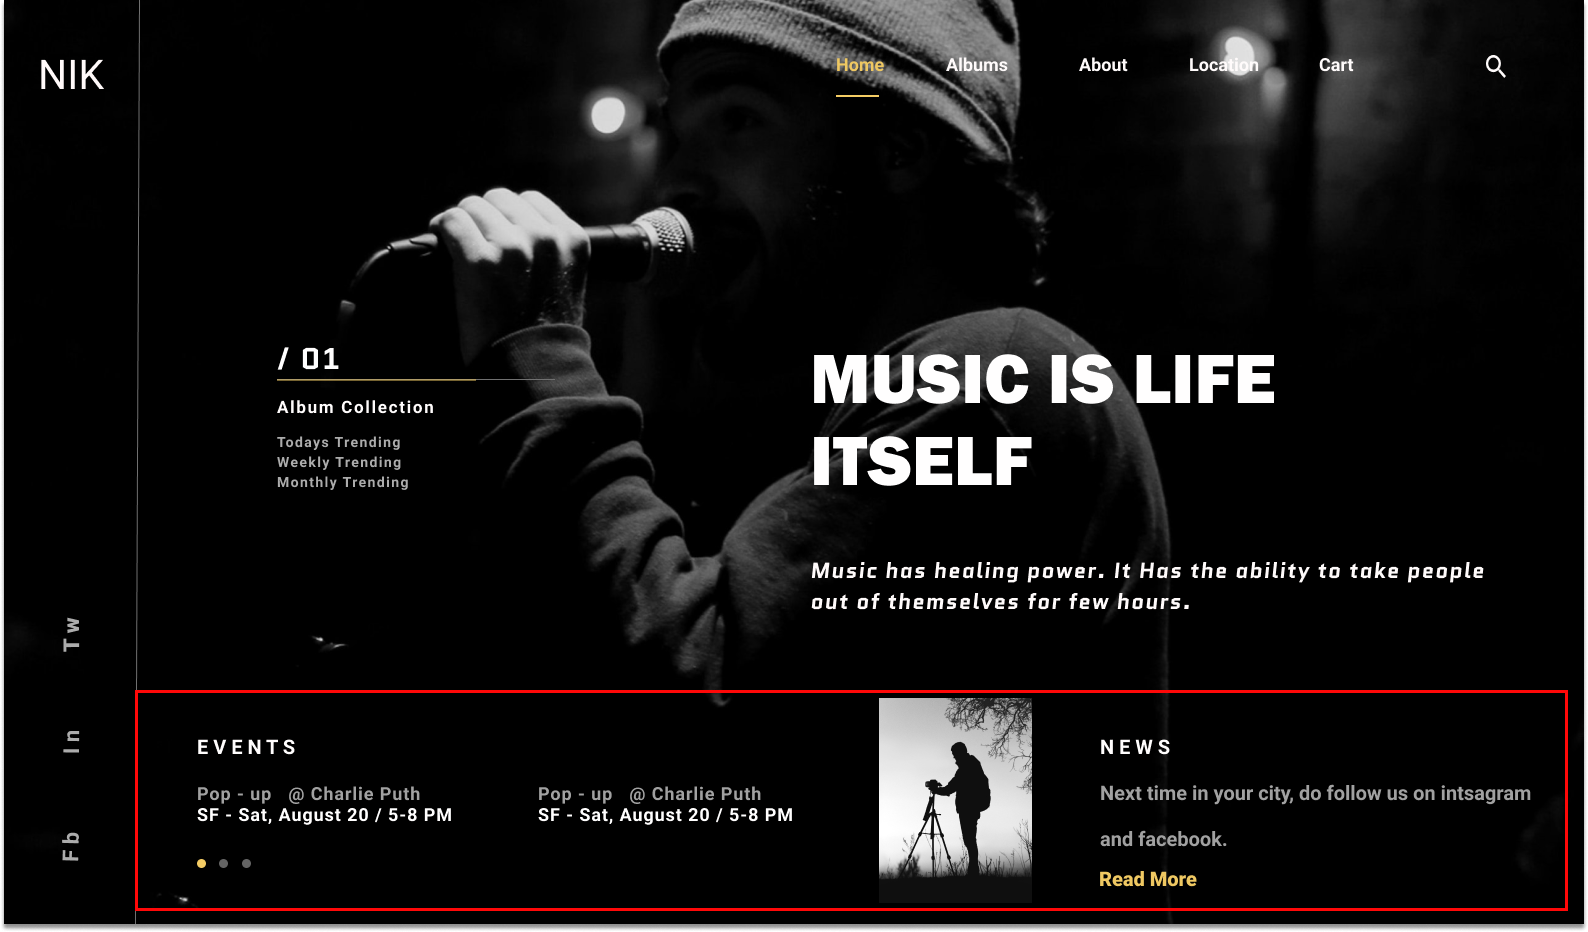 NIK
Home Albums About Location Cart
/ 01
Album Collection
Todays Trending
Weekly Trending
Monthly Trending
MUSIC IS LIFE
ITSELF
Music has healing power. It Has the ability to take people
out of themselves for few hours.
Tw
In
Fb
EVENTS
Pop - up @ Charlie Puth
SF - Sat, August 20 / 5-8 PM
Pop - up @ Charlie Puth
SF - Sat, August 20 / 5-8 PM
NEWS
Next time in your city, do follow us on intsagram
and facebook.
Read More